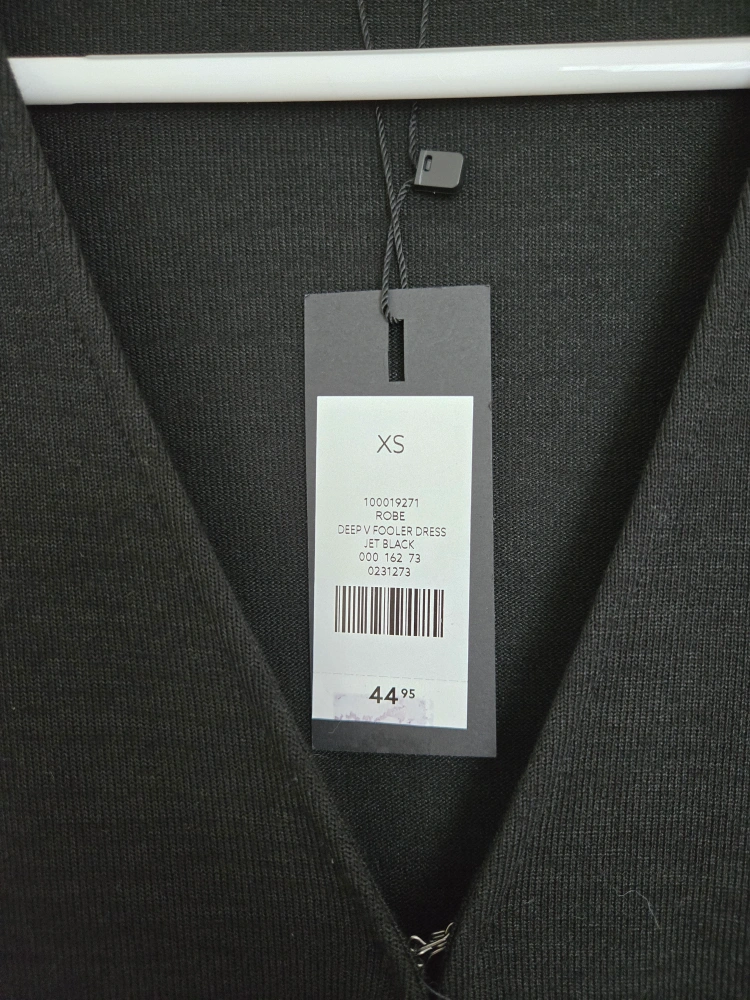 XS
100019271
ROBE
DEEP V FOOLER DRESS
JET BLACK
000 162 73
0231273
44 95